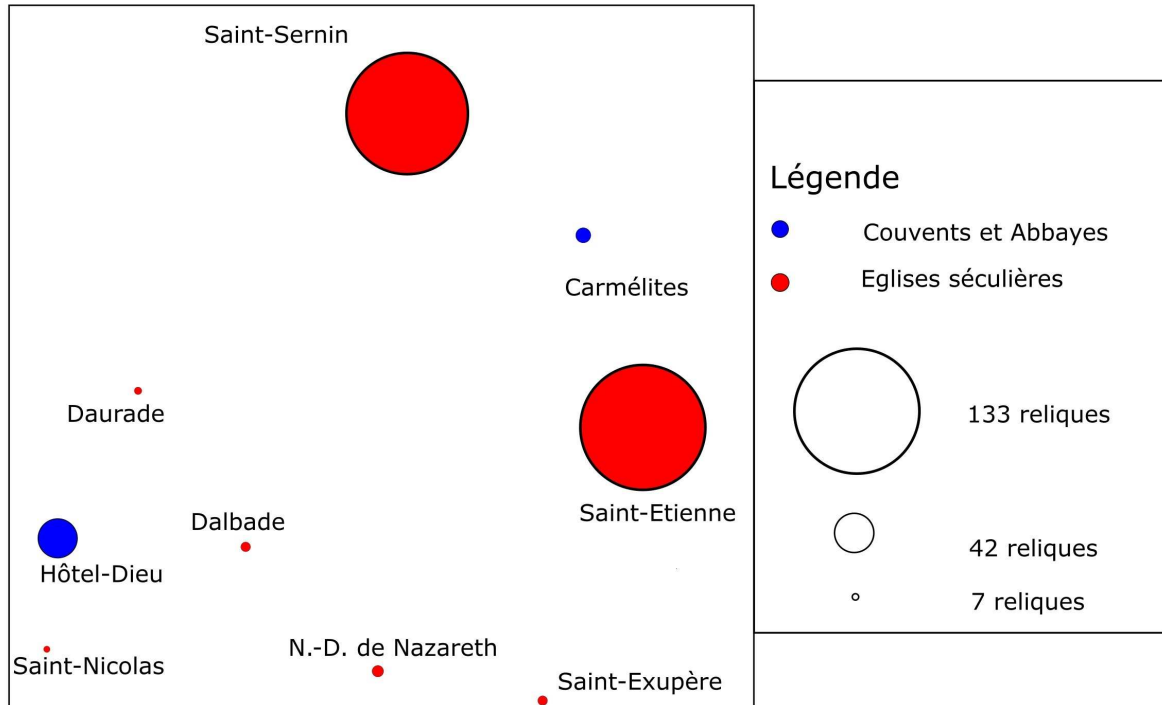 Saint-Sernin
Carmélites
Daurade
Saint-Etienne
Dalbade
Hôtel-Dieu
N.-D. de Nazareth
Saint-Nicolas
Saint-Exupère
Légende
Couvents et Abbayes
Eglises séculières
133 reliques
42 reliques
7 reliques